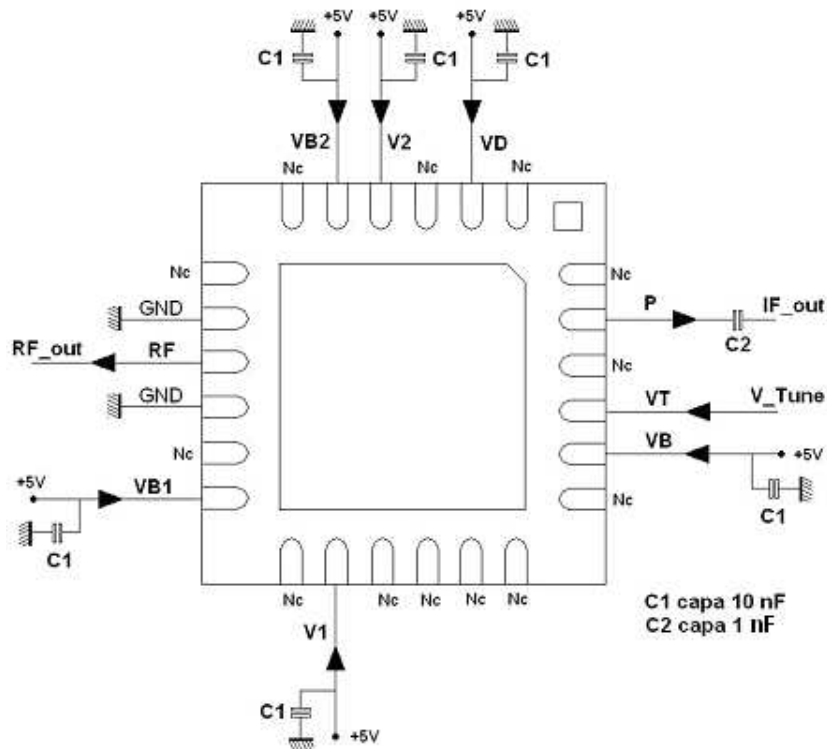 +5V +5V +5V
C1 C1 C1
VB2 V2 VD
Nc Nc Nc
Nc Nc
GND P IF_out
RF_out RF C2
GND Nc
VT V_Tune
Nc VB +5V
+5V VB1 Nc C1
C1
Nc Nc Nc Nc Nc
V1
C1 capa 10 nF
C2 capa 1 nF
C1
+5V